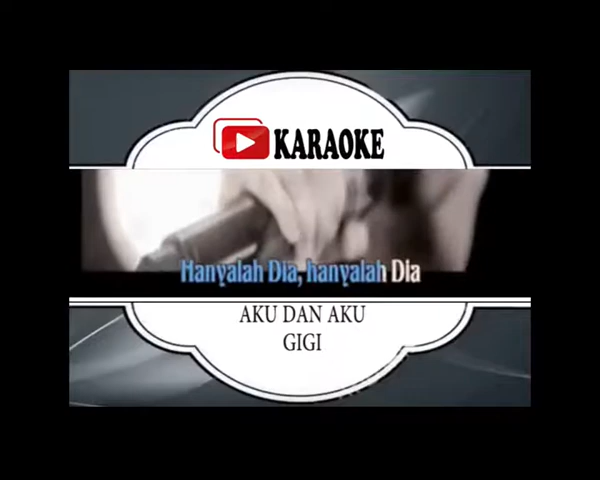 KARAOKE
Hanyalah Dia, hanyalah Dia
AKU DAN AKU
GIGI